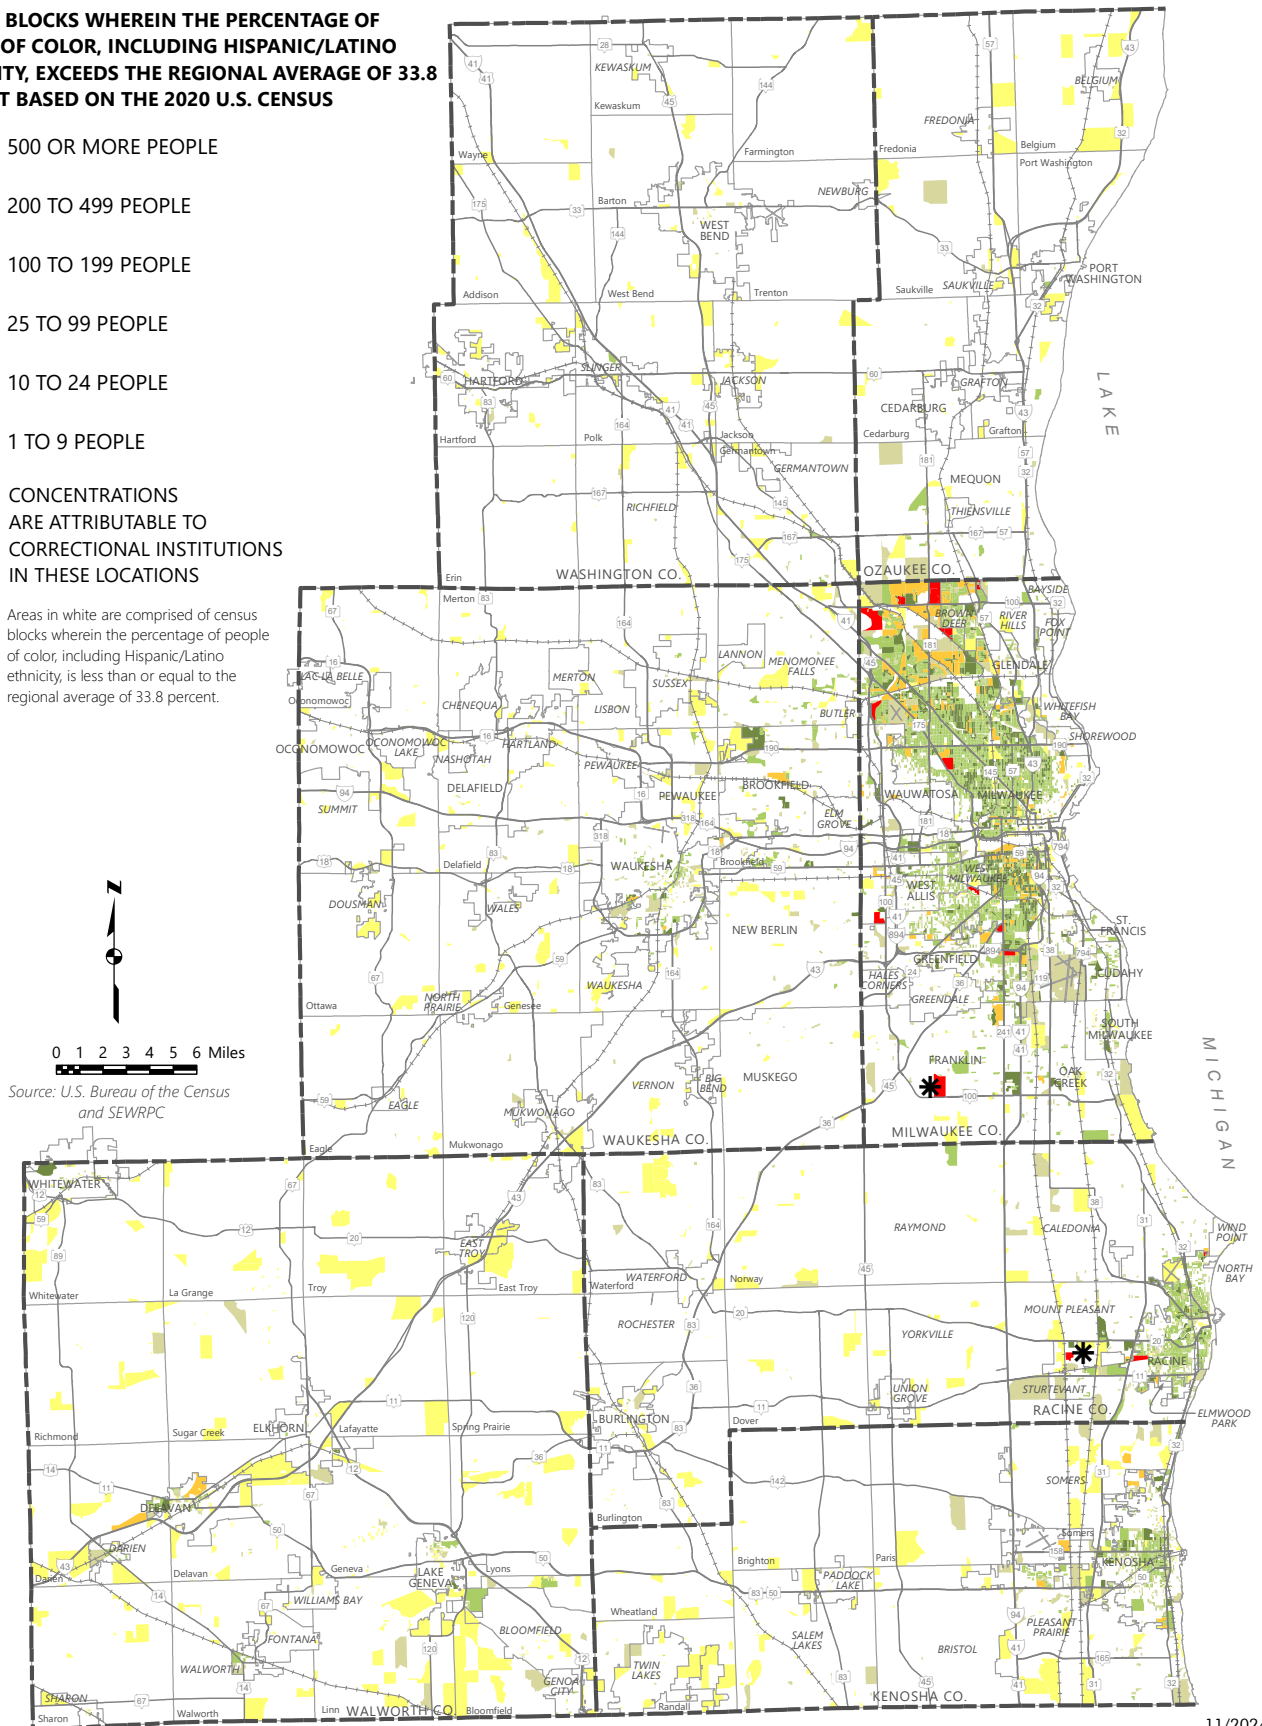 BLOCKS WHEREIN THE PERCENTAGE OF
OF COLOR, INCLUDING HISPANIC/LATINO
ITY, EXCEEDS THE REGIONAL AVERAGE OF 33.8
T BASED ON THE 2020 U.S. CENSUS
500 OR MORE PEOPLE
200 TO 499 PEOPLE
100 TO 199 PEOPLE
25 TO 99 PEOPLE
10 TO 24 PEOPLE
1 TO 9 PEOPLE
CONCENTRATIONS
ARE ATTRIBUTABLE TO
CORRECTIONAL INSTITUTIONS
IN THESE LOCATIONS
Areas in white are comprised of census
blocks wherein the percentage of people
of color, including Hispanic/Latino
ethnicity, is less than or equal to the
regional average of 33.8 percent.
Z
0 1 2 3 4 5 6 Miles
Source: U.S. Bureau of the Census
and SEWRPC
KEWASKUM
Kewaskum
Wayne
Farmington
Barton
WEST
BEND
NEWBURG
Addison
West Bend
Trenton
HARTFORD
SLINGER
JACKSON
Hartford
Polk
Jackson
Germantown
GERMANTOWN
RICHFIELD
Erin
WASHINGTON CO.
BELGIUM
FREDONIA
Fredonia
Belgium
Port Washington
PORT
WASHINGTON
Saukville
SAUKVILLE
GRAFTON
CEDARBURG
Cedarburg
Grafton
MEQUON
THIENSVILLE
OZAUKEE CO.
LAKE
MICHIGAN
Merton
LAC LA BELLE
Oconomowoc
OCONOMOWOC
OCONOMOWOC
LAKE
CHENEQUA
MERTON
NASHOTAH
HARTLAND
LISBON
SUSSEX
LANNON
MENOMONEE
FALLS
BUTLER
PEWAUKEE
PEWAUKEE
BROOKFIELD
DELAFIELD
SUMMIT
ELM
GROVE
Delafield
WAUKESHA
Brookfield
DOUSMAN
WALES
NEW BERLIN
WAUKESHA
Ottawa
NORTH
PRAIRIE
Genesee
VERNON
BIG
BEND
MUSKEGO
EAGLE
MUKWONAGO
Eagle
Mukwonago
WAUKESHA CO.
BAYSIDE
BROWN
DEER
RIVER
HILLS
FOX
POINT
GLENDALE
WHITEFISH
BAY
SHOREWOOD
WAUWATOSA
MILWAUKEE
WEST
MILWAUKEE
WEST
ALLIS
ST.
FRANCIS
GREENFIELD
CUDAHY
HALES
CORNERS
GREENDALE
SOUTH
MILWAUKEE
FRANKLIN
OAK
CREEK
MILWAUKEE CO.
WHITEWATER
EAST
TROY
Whitewater
La Grange
Troy
East Troy
Richmond
Sugar Creek
ELKHORN
Lafayette
Spring Prairie
DELAVAN
DARIEN
Darien
Delavan
Geneva
LAKE
GENEVA
Lyons
WILLIAMS BAY
FONTANA
WALWORTH
BLOOMFIELD
GENOA
CITY
SHARON
Sharon
Walworth
Linn
WALWORTH CO.
Bloomfield
RAYMOND
CALEDONIA
WIND
POINT
NORTH
BAY
WATERFORD
Waterford
Norway
ROCHESTER
YORKVILLE
MOUNT PLEASANT
RACINE
STURTEVANT
UNION
GROVE
BURLINGTON
Dover
RACINE CO.
ELMWOOD
PARK
Burlington
SOMERS
Somers
Brighton
Paris
PADDOCK
LAKE
KENOSHA
Wheatland
SALEM
LAKES
PLEASANT
PRAIRIE
TWIN
LAKES
BRISTOL
Randall
KENOSHA CO.
11/2024